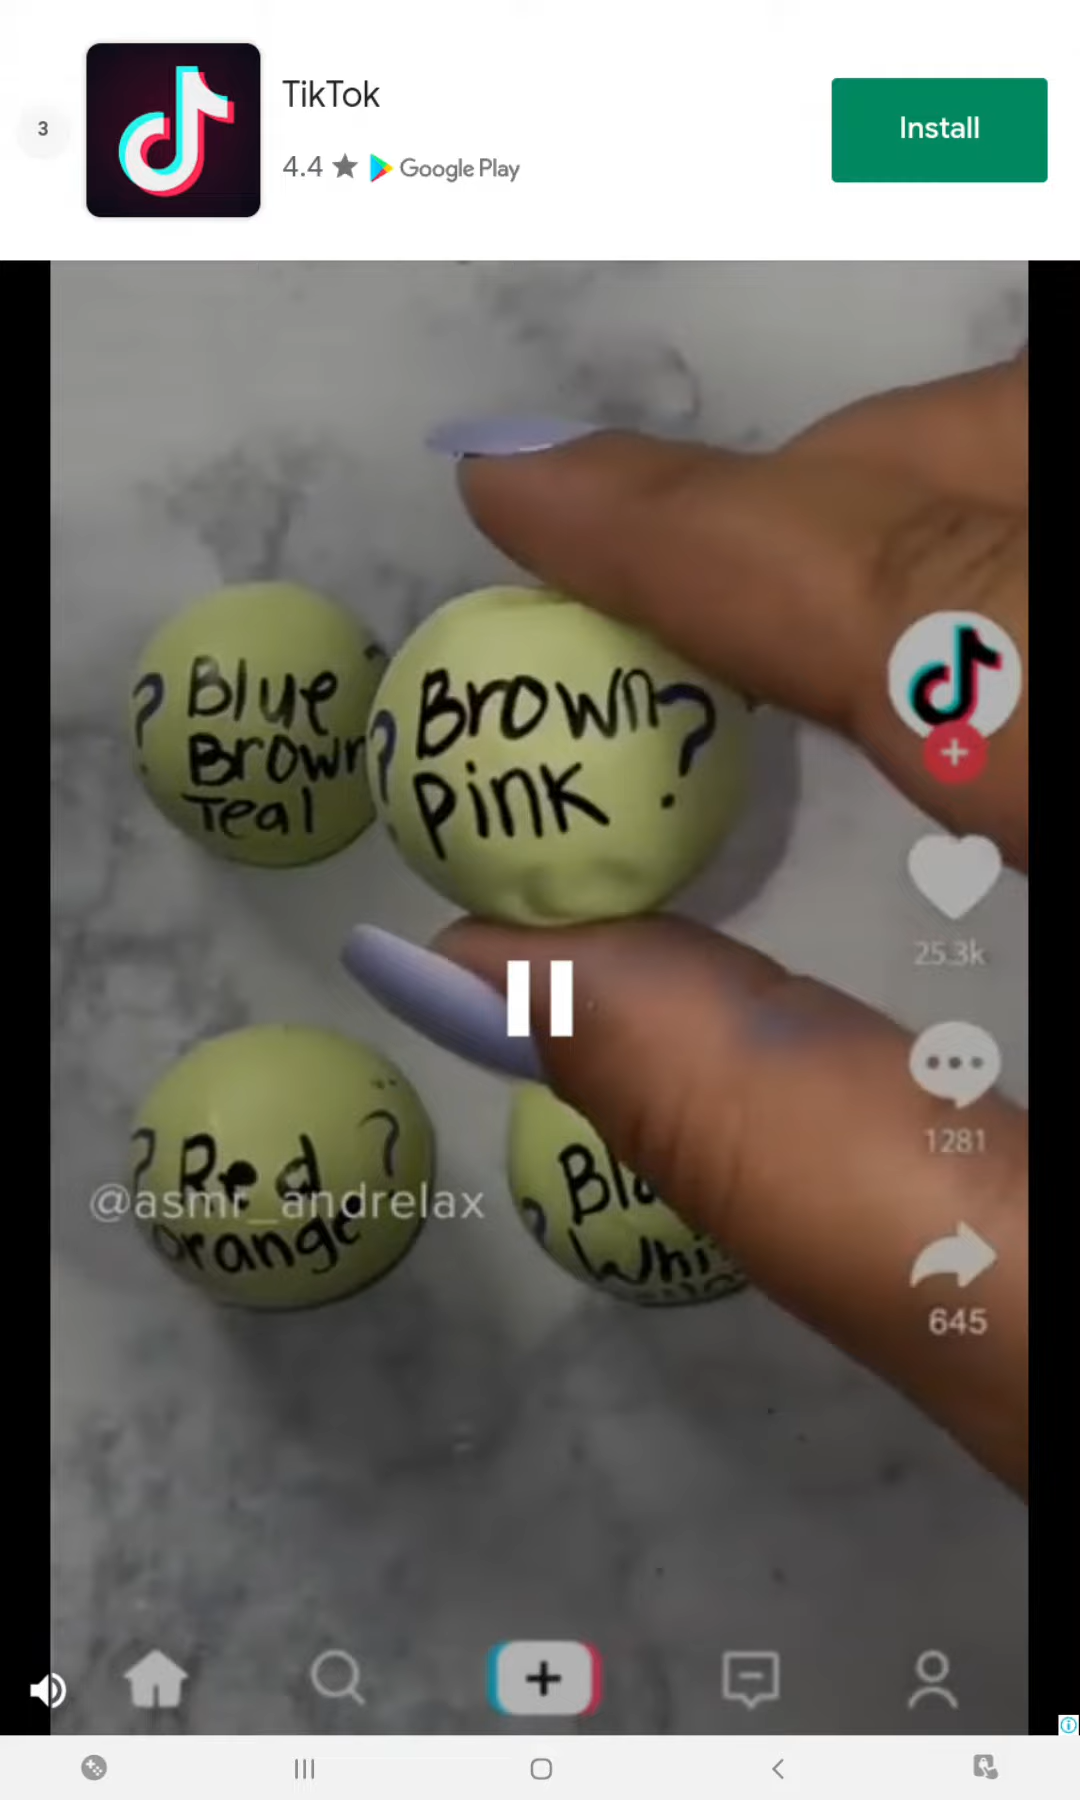 3
TikTok
Install
4.4 ★ Google Play
? Blue
Brown
Teal
? Brown ?
Pink
25.3k
1281
? Red ?
Orange
@asmr_andrelax
645